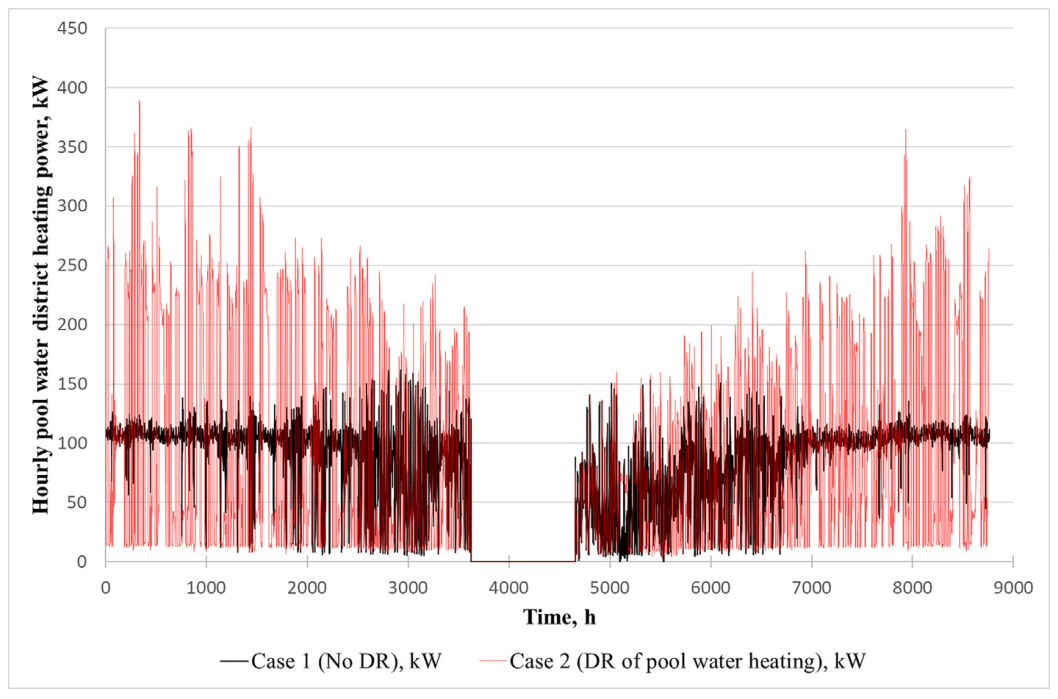 Hourly pool water district heating power, kW
450
400
350
300
250
200
150
100
50
0
0 1000 2000 3000 4000 5000 6000 7000 8000 9000
Time, h
Case 1 (No DR), kW Case 2 (DR of pool water heating), kW